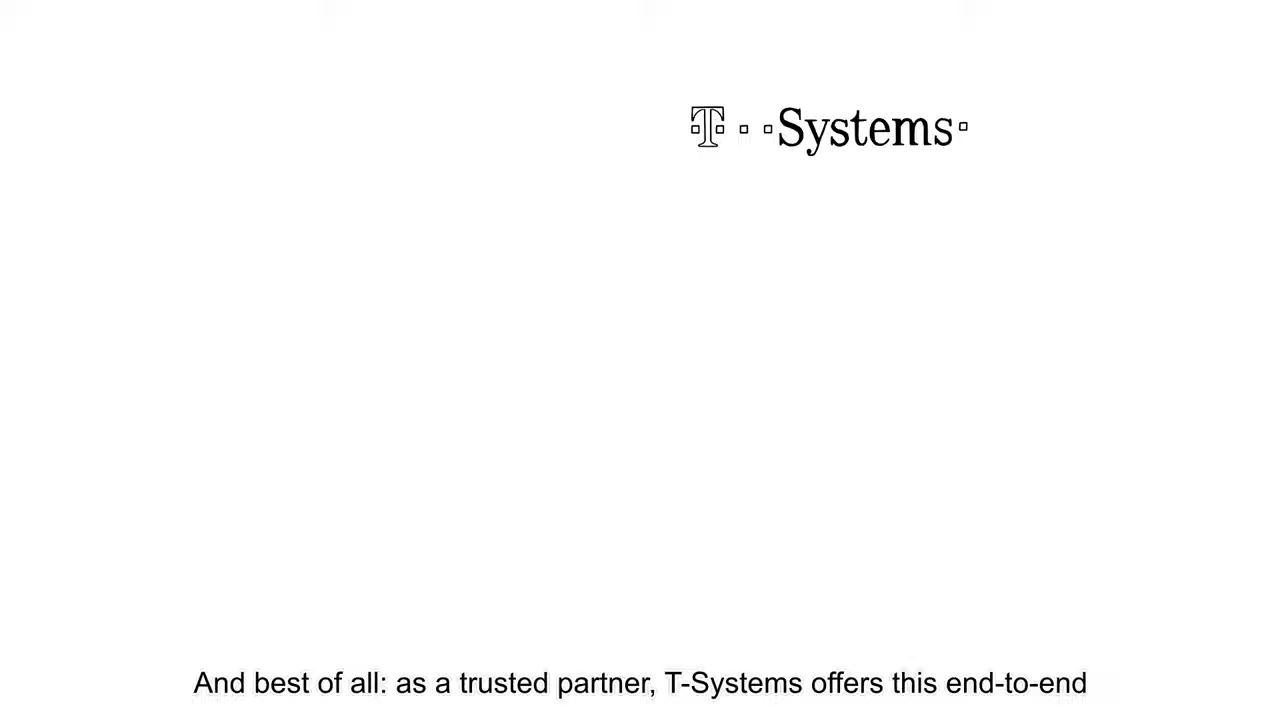 T··Systems·
And best of all: as a trusted partner, T-Systems offers this end-to-end